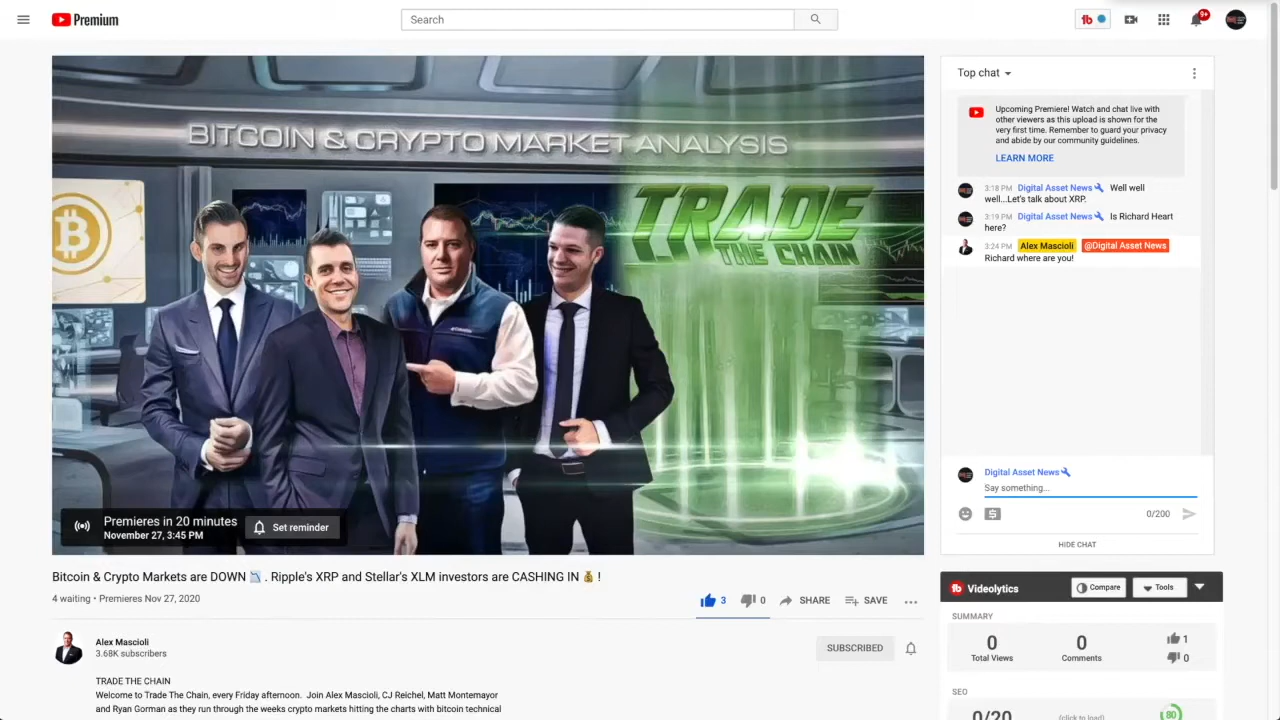 Premium
Search
9+
BITCOIN & CRYPTO MARKET ANALYSIS
TRADE
THE CHAIN
Premieres in 20 minutes
November 27, 3:45 PM
Set reminder
Top chat
Upcoming Premiere! Watch and chat live with
other viewers as this upload is shown for the
very first time. Remember to guard your privacy
and abide by our community guidelines.
LEARN MORE
3:18 PM Digital Asset News Well well
well...Let's talk about XRP.
3:19 PM Digital Asset News Is Richard Heart
here?
3:24 PM Alex Mascioli @Digital Asset News
Richard where are you!
Digital Asset News
Say something...
0/200
HIDE CHAT
Bitcoin & Crypto Markets are DOWN 📉 . Ripple's XRP and Stellar's XLM investors are CASHING IN 💰 !
4 waiting • Premieres Nov 27, 2020
3
0
SHARE
SAVE
Alex Mascioli
3.68K subscribers
SUBSCRIBED
TRADE THE CHAIN
Welcome to Trade The Chain, every Friday afternoon. Join Alex Mascioli, CJ Reichel, Matt Montemayor
and Ryan Gorman as they run through the weeks crypto markets hitting the charts with bitcoin technical
tb Videolytics
Compare
Tools
SUMMARY
0
Total Views
0
Comments
1
0
SEO
0/20
(click to load)
80